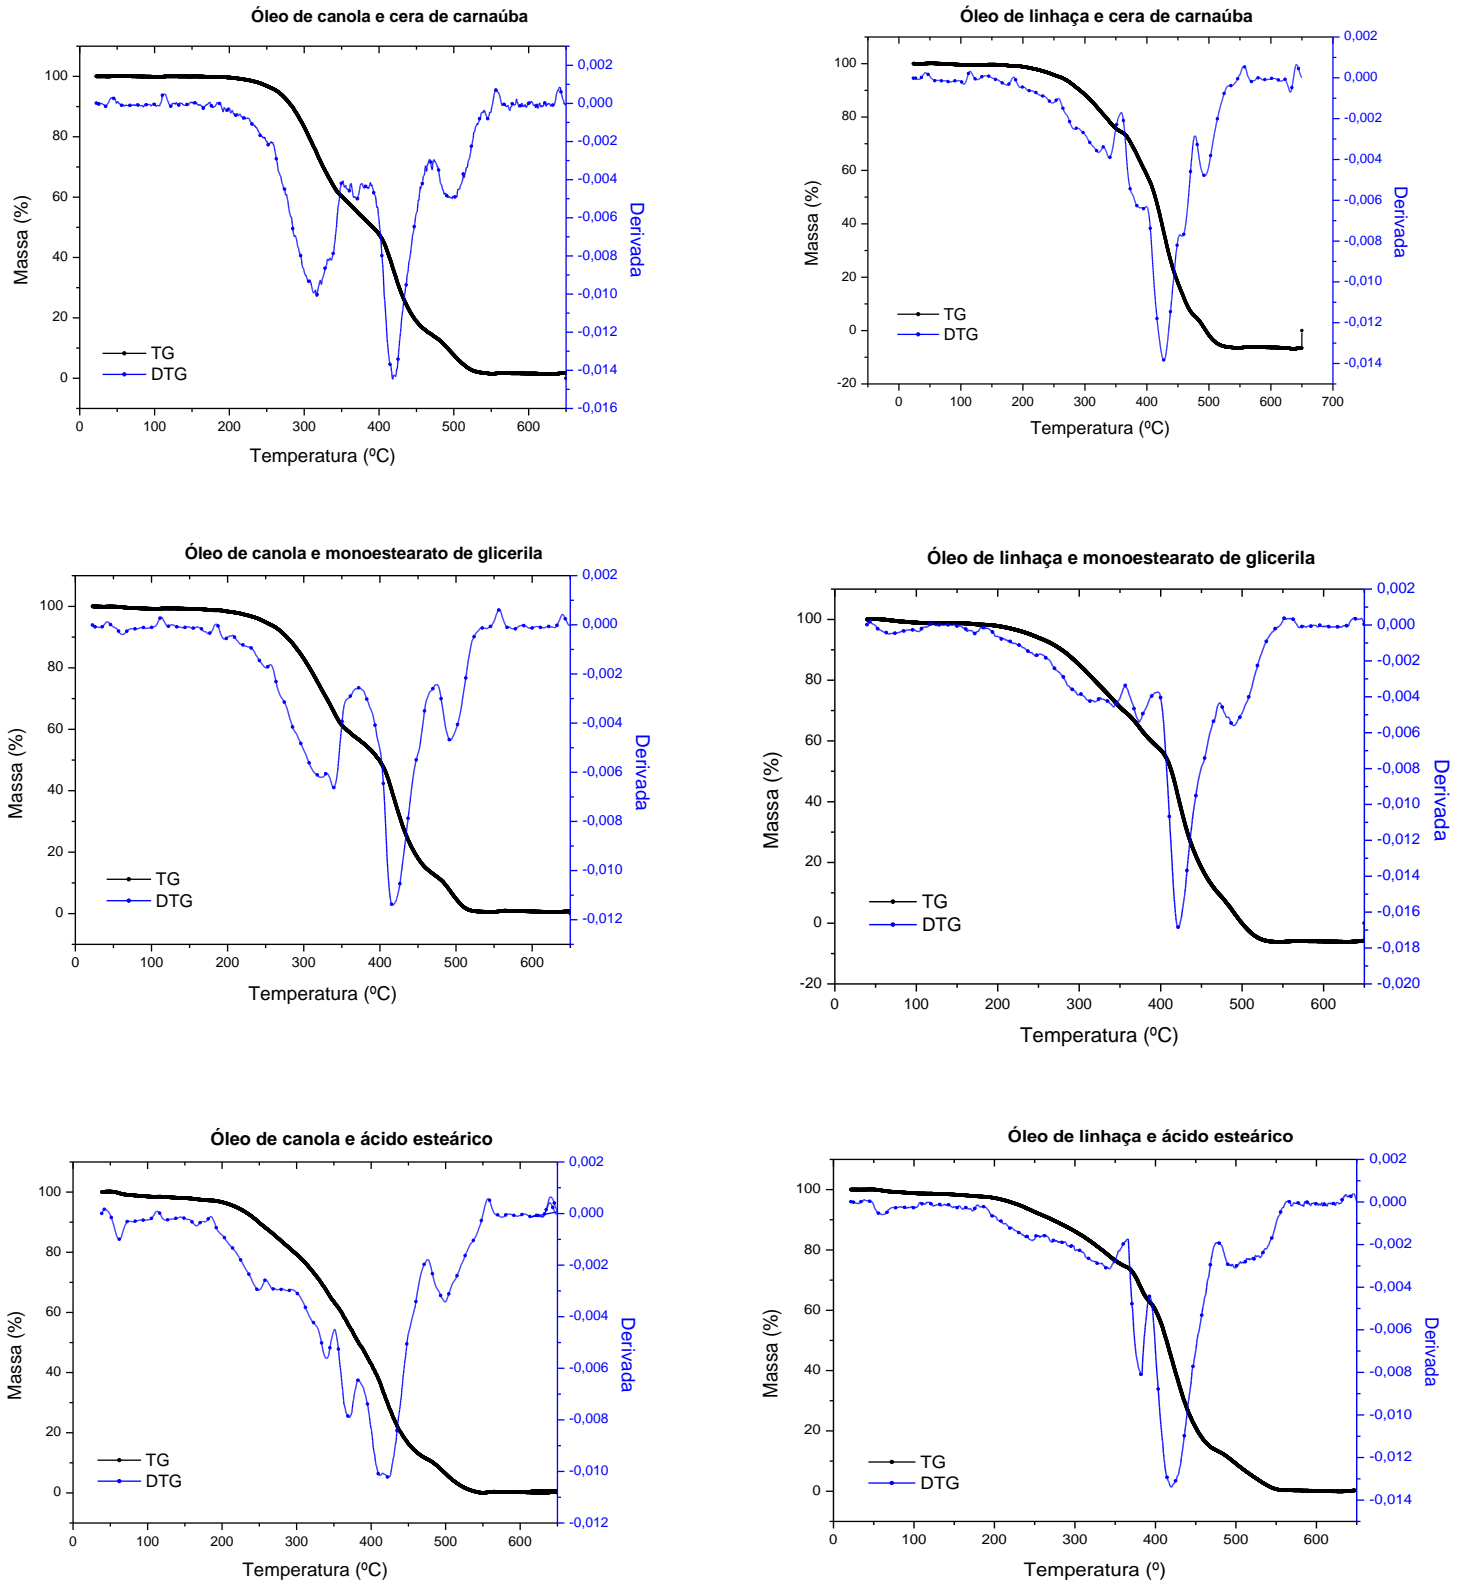 Óleo de canola e cera de carnaúba
100
80
60
40
20
0
0,002
0,000
-0,002
-0,004
-0,006
-0,008
-0,010
-0,012
-0,014
-0,016
Massa (%)
Derivada
TG
DTG
0 100 200 300 400 500 600
Temperatura (ºC)
Óleo de linhaça e cera de carnaúba
100
80
60
40
20
0
-20
0,002
0,000
-0,002
-0,004
-0,006
-0,008
-0,010
-0,012
-0,014
Massa (%)
Derivada
TG
DTG
0 100 200 300 400 500 600 700
Temperatura (ºC)
Óleo de canola e monoestearato de glicerila
100
80
60
40
20
0
0,002
0,000
-0,002
-0,004
-0,006
-0,008
-0,010
-0,012
Massa (%)
Derivada
TG
DTG
0 100 200 300 400 500 600
Temperatura (ºC)
Óleo de linhaça e monoestearato de glicerila
100
80
60
40
20
0
-20
0,002
0,000
-0,002
-0,004
-0,006
-0,008
-0,010
-0,012
-0,014
-0,016
-0,018
-0,020
Massa (%)
Derivada
TG
DTG
0 100 200 300 400 500 600
Temperatura (ºC)
Óleo de canola e ácido esteárico
100
80
60
40
20
0
0,002
0,000
-0,002
-0,004
-0,006
-0,008
-0,010
-0,012
Massa (%)
Derivada
TG
DTG
0 100 200 300 400 500 600
Temperatura (ºC)
Óleo de linhaça e ácido esteárico
100
80
60
40
20
0
0,002
0,000
-0,002
-0,004
-0,006
-0,008
-0,010
-0,012
-0,014
Massa (%)
Derivada
TG
DTG
0 100 200 300 400 500 600
Temperatura (º)